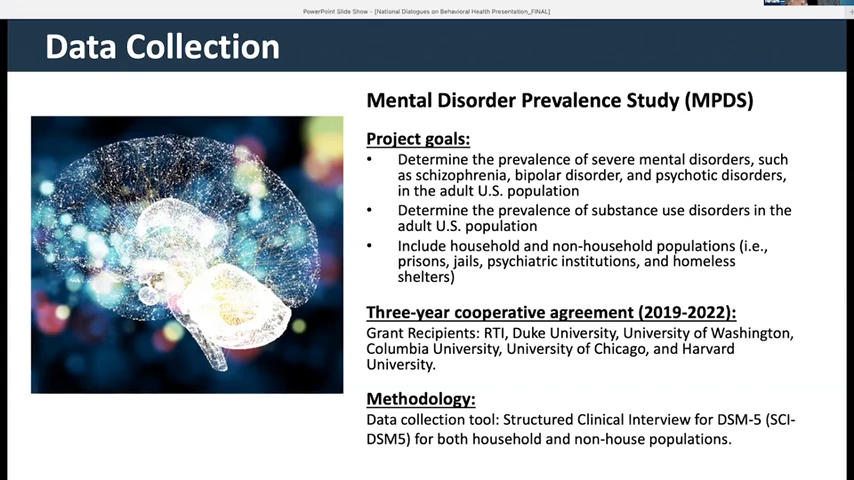 PowerPoint Slide Show - [National Dialogues on Behavioral Health Presentation_FINAL]
Data Collection
Mental Disorder Prevalence Study (MPDS)
Project goals:
• Determine the prevalence of severe mental disorders, such
as schizophrenia, bipolar disorder, and psychotic disorders,
in the adult U.S. population
• Determine the prevalence of substance use disorders in the
adult U.S. population
• Include household and non-household populations (i.e.,
prisons, jails, psychiatric institutions, and homeless
shelters)
Three-year cooperative agreement (2019-2022):
Grant Recipients: RTI, Duke University, University of Washington,
Columbia University, University of Chicago, and Harvard
University.
Methodology:
Data collection tool: Structured Clinical Interview for DSM-5 (SCI-
DSM5) for both household and non-house populations.